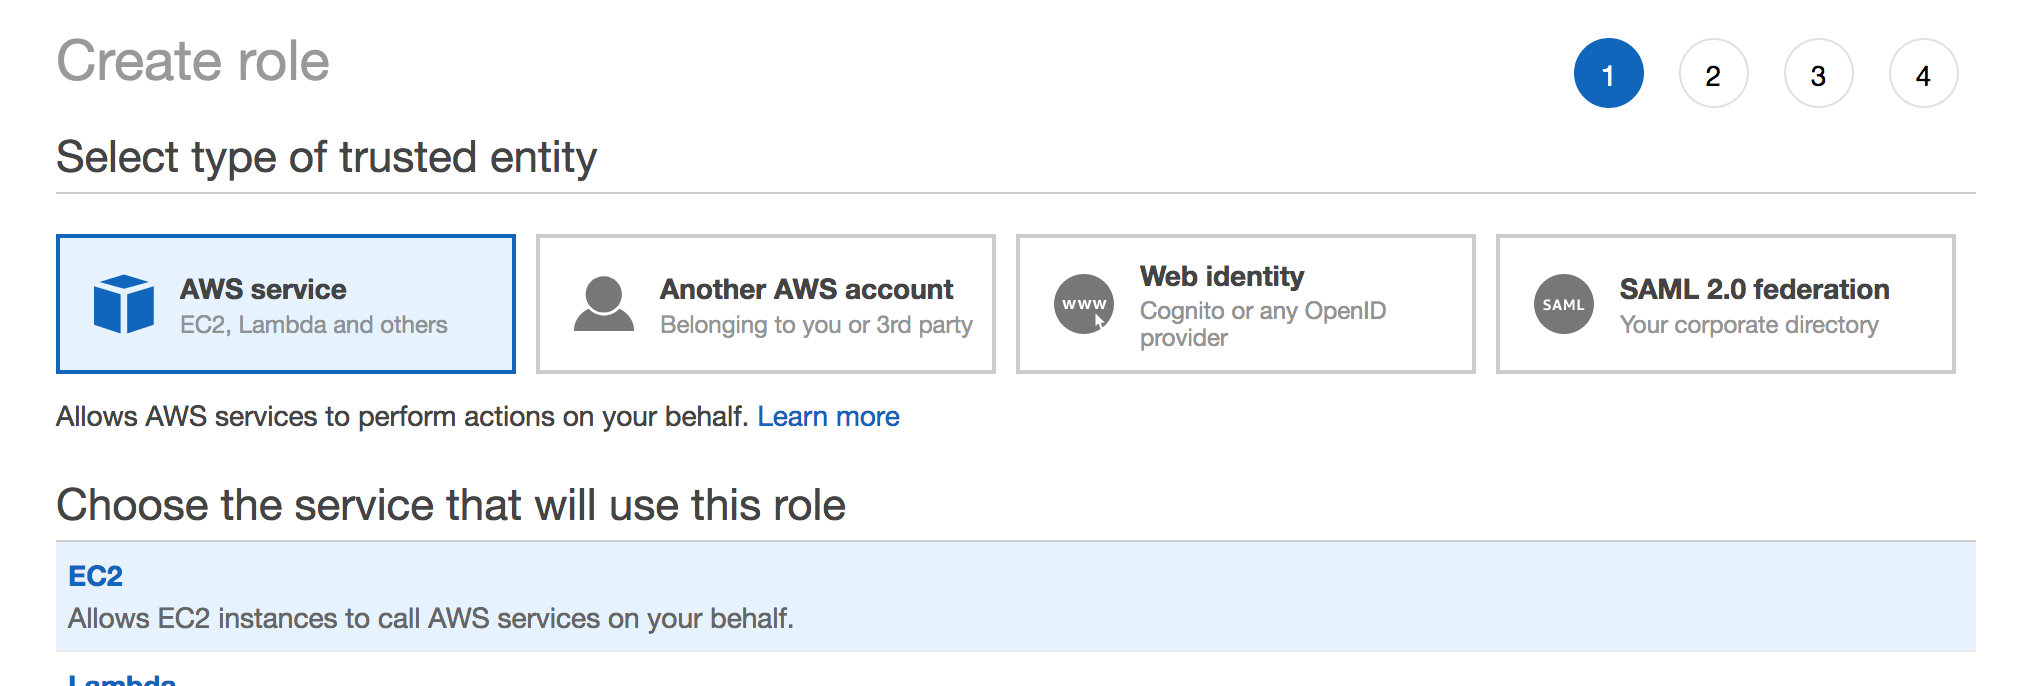 Create role
1 2 3 4
Select type of trusted entity
AWS service
EC2, Lambda and others
Another AWS account
Belonging to you or 3rd party
www
Web identity
Cognito or any OpenID
provider
SAML
SAML 2.0 federation
Your corporate directory
Allows AWS services to perform actions on your behalf. Learn more
Choose the service that will use this role
EC2
Allows EC2 instances to call AWS services on your behalf.
Lambda